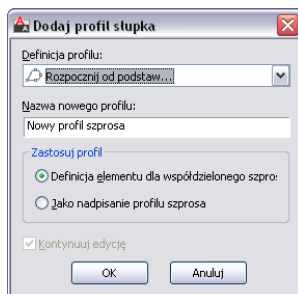 Dodaj profil słupka
Definicja profilu:
Rozpocznij od podstaw...
Nazwa nowego profilu:
Nowy profil szprosa
Zastosuj profil
Definicja elementu dla współdzielonego szpro:
Jako nadpisanie profilu szprosa
Kontynuuj edycję
OK
Anuluj